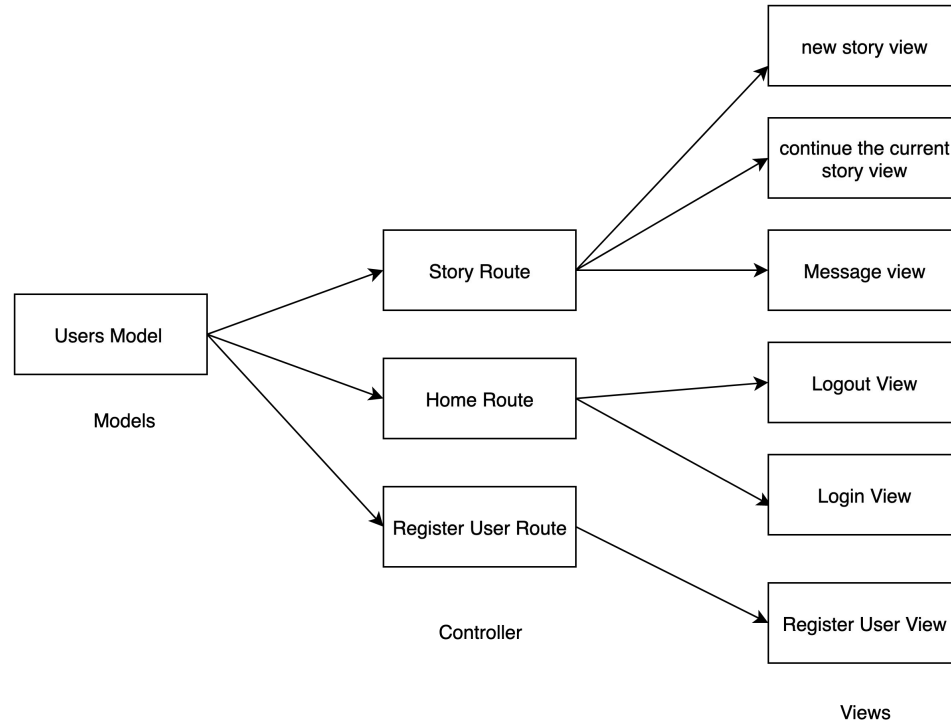 new story view
continue the current
story view
Story Route
Message view
Users Model
Home Route
Logout View
Models
Login View
Register User Route
Register User View
Controller
Views